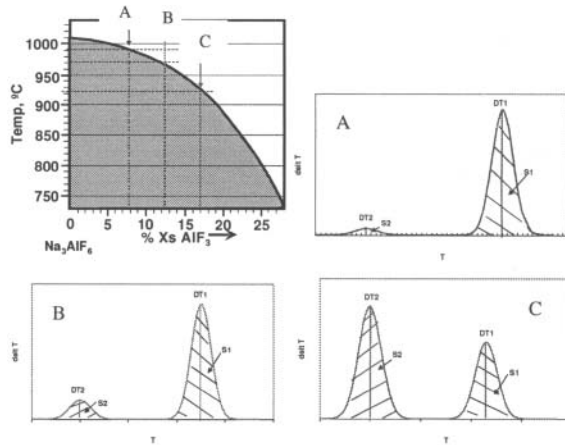 A
B
C
1000
950
900
850
800
750
Temp, ºC
0
5
10
15
20
25
Na₃AlF₆
% Xs AlF₃
A
DT1
S1
DT2
S2
delt T
T
B
DT1
S1
DT2
S2
delt T
T
C
DT2
S2
DT1
S1
delt T
T